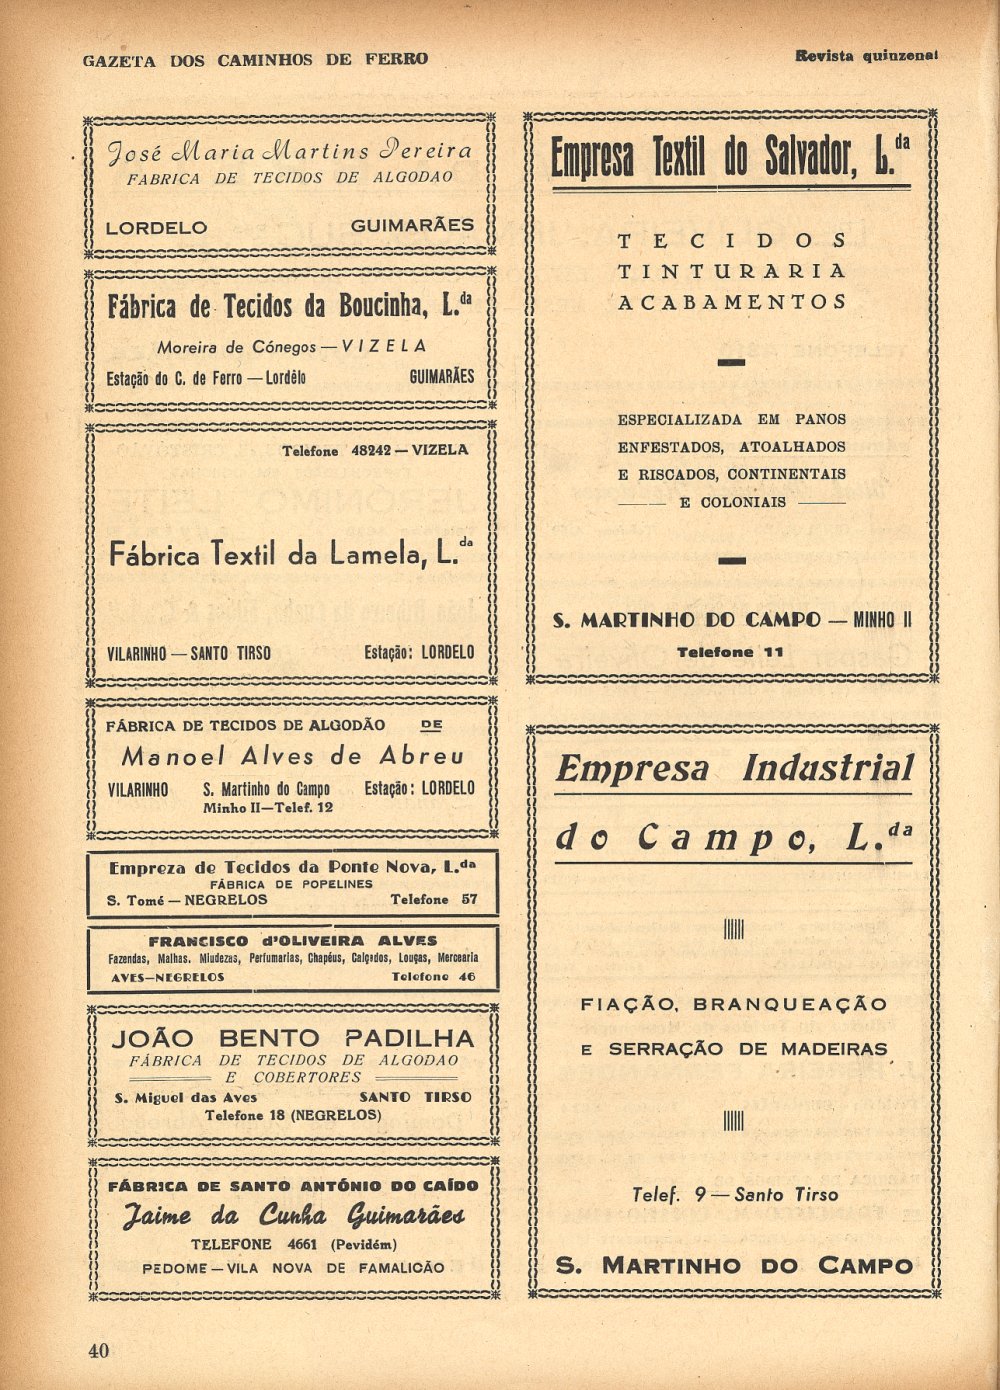 GAZETA DOS CAMINHOS DE FERRO
Revista quinzenal
José Maria Martins Pereira
FABRICA DE TECIDOS DE ALGODAO
LORDELO GUIMARÃES
Fábrica de Tecidos da Boucinha, L.da
Moreira de Cónegos — VIZELA
Estação do C. de Ferro — Lordêlo GUIMARÃES
Telefone 48242 — VIZELA
Fábrica Textil da Lamela, L.da
VILARINHO — SANTO TIRSO Estação: LORDELO
FÁBRICA DE TECIDOS DE ALGODÃO DE
Manoel Alves de Abreu
VILARINHO S. Martinho do Campo Estação: LORDELO
Minho II—Telef. 12
Empreza de Tecidos da Ponte Nova, L.da
FÁBRICA DE POPELINES
S. Tomé — NEGRELOS Telefone 57
FRANCISCO d'OLIVEIRA ALVES
Fazendas, Malhas. Miudezas, Perfumarias, Chapéus, Calçados, Louças, Mercearia
AVES—NEGRELOS Telefone 46
JOÃO BENTO PADILHA
FÁBRICA DE TECIDOS DE ALGODAO
E COBERTORES
S. Miguel das Aves SANTO TIRSO
Telefone 18 (NEGRELOS)
FÁBRICA DE SANTO ANTÓNIO DO CAÍDO
Jaime da Cunha Guimarães
TELEFONE 4661 (Pevidém)
PEDOME — VILA NOVA DE FAMALICÃO
Empresa Textil do Salvador, L.da
TECIDOS
TINTURARIA
ACABAMENTOS
ESPECIALIZADA EM PANOS
ENFESTADOS, ATOALHADOS
E RISCADOS, CONTINENTAIS
E COLONIAIS
S. MARTINHO DO CAMPO — MINHO II
Telefone 11
Empresa Industrial
do Campo, L.da
FIAÇÃO, BRANQUEAÇÃO
E SERRAÇÃO DE MADEIRAS
Telef. 9 — Santo Tirso
S. MARTINHO DO CAMPO
40